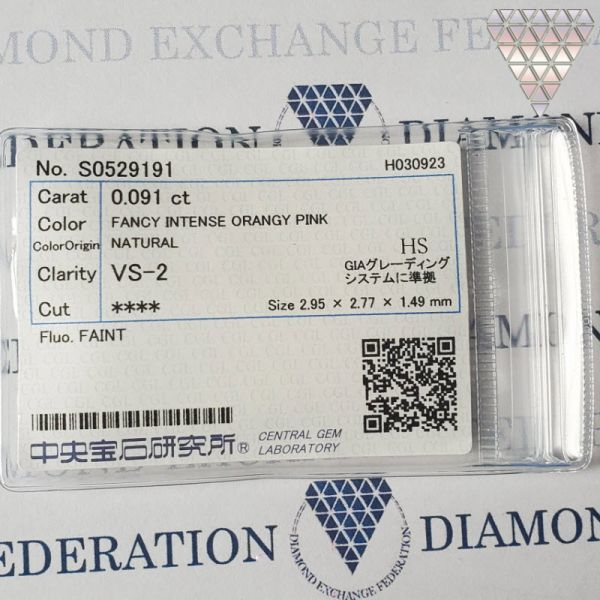 DIAMOND EXCHANGE FEDERATION
EDERATION
DIAMON
No. S0529191
H030923
Carat 0.091 ct
Color FANCY INTENSE ORANGY PINK
ColorOrigin NATURAL
HS
Clarity VS-2
GIAグレーディング
システムに準拠
Cut ****
Size 2.95 × 2.77 × 1.49 mm
Fluo. FAINT
中央宝石研究所®
CENTRAL GEM
LABORATORY
FEDERATION
DIAMOND
DIAMOND EXCHANGE FEDERATION